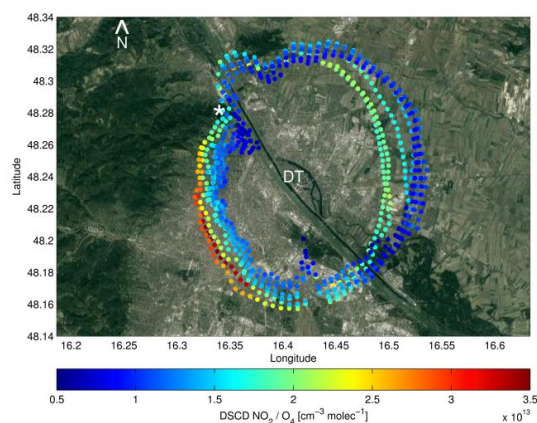 48.34
48.32
48.3
48.28
48.26
48.24
48.22
48.2
48.18
48.16
48.14
Latitude
N
*
DT
16.2 16.25 16.3 16.35 16.4 16.45 16.5 16.55 16.6
Longitude
0.5 1 1.5 2 2.5 3 3.5
DSCD NO₂ / O₄ [cm⁻³ molec⁻¹] x 10¹³